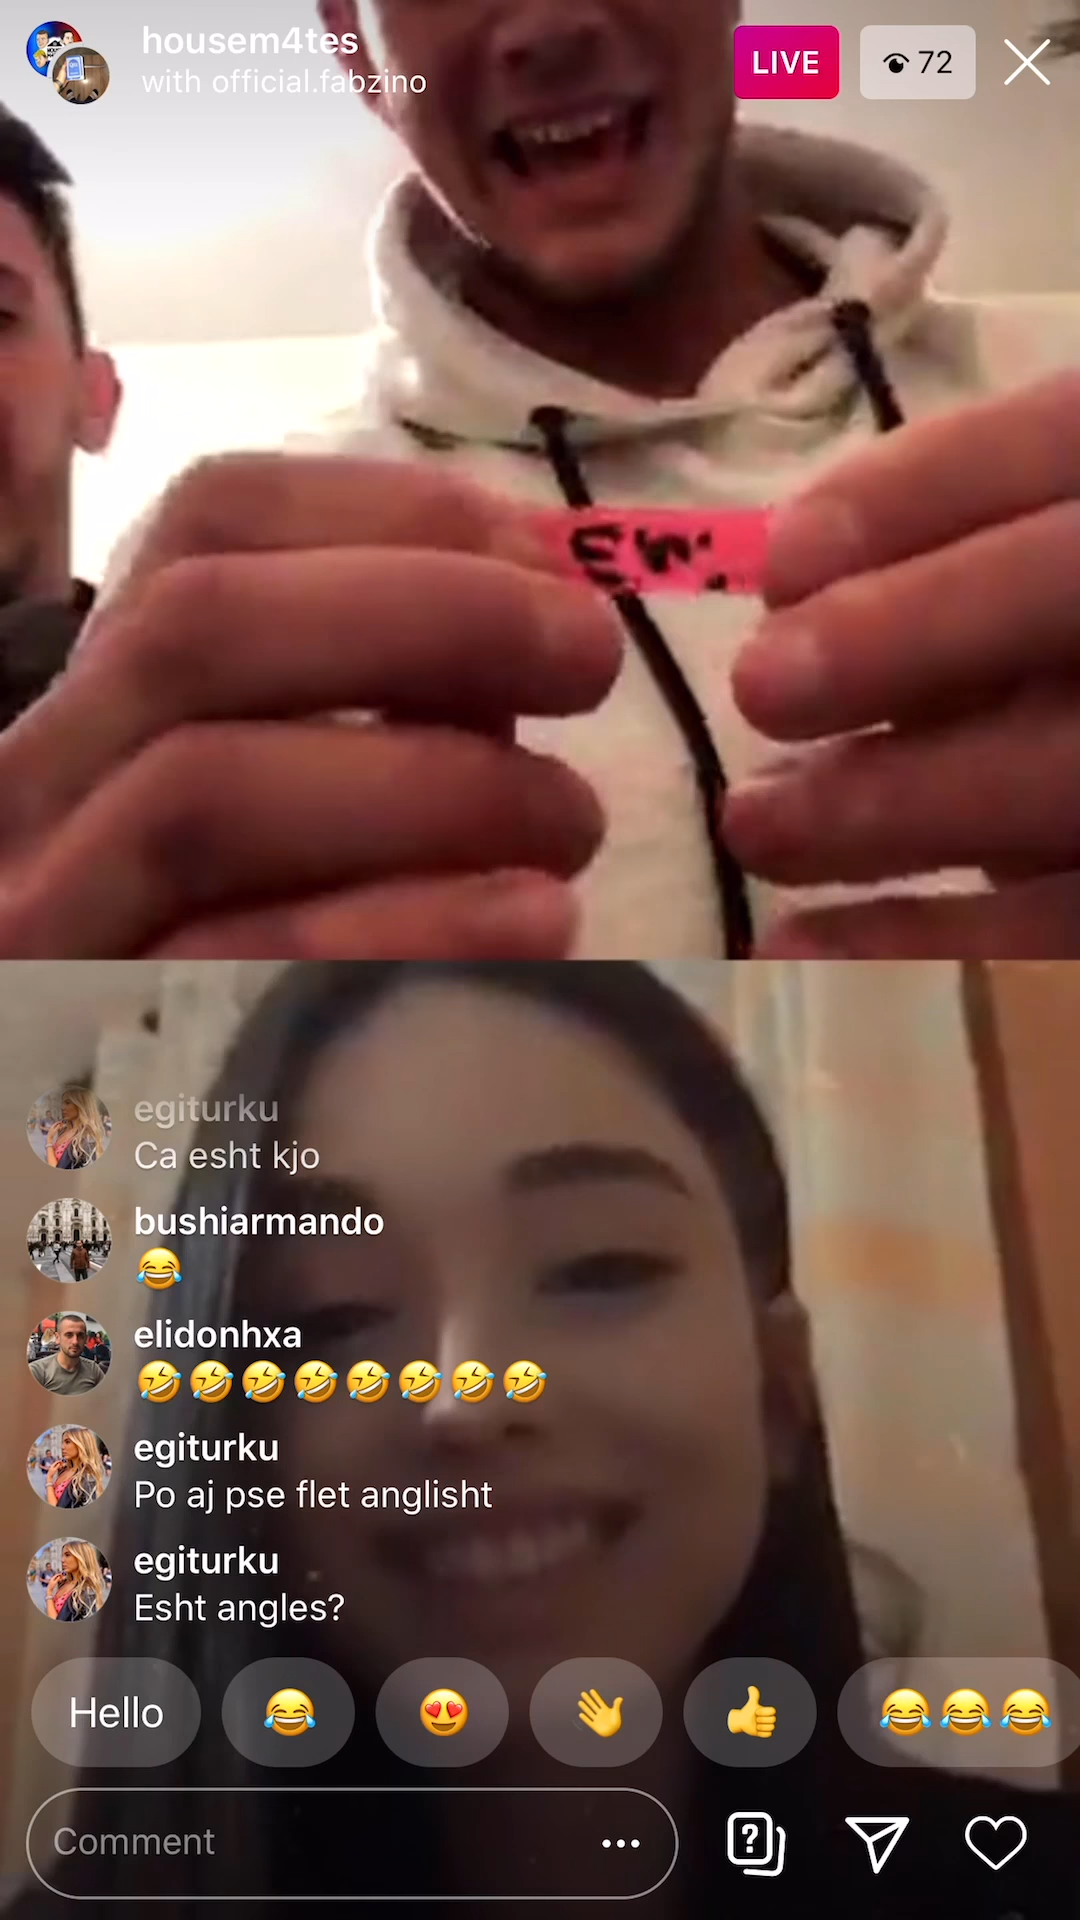 housem4tes
with official.fabzino
LIVE
72
egiturku
Ca esht kjo
bushiarmando
😂
elidonhxa
🤣🤣🤣🤣🤣🤣🤣🤣
egiturku
Po aj pse flet anglisht
egiturku
Esht angles?
Hello 😂 😍 👋 👍 😂😂😂
Comment